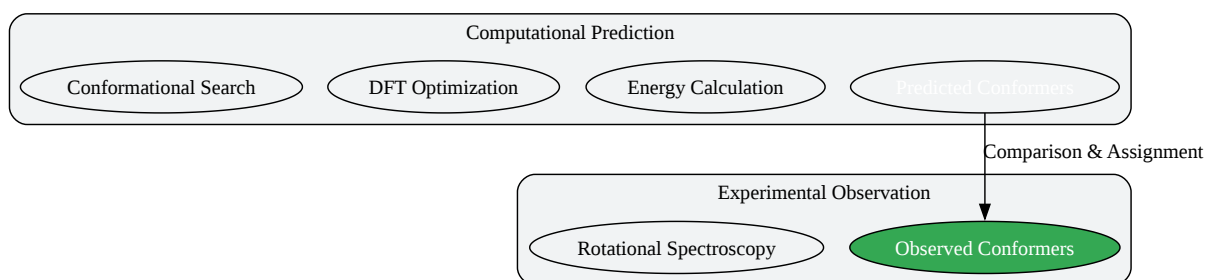 Computational Prediction
Conformational Search
DFT Optimization
Energy Calculation
Predicted Conformers
Comparison & Assignment
Experimental Observation
Rotational Spectroscopy
Observed Conformers